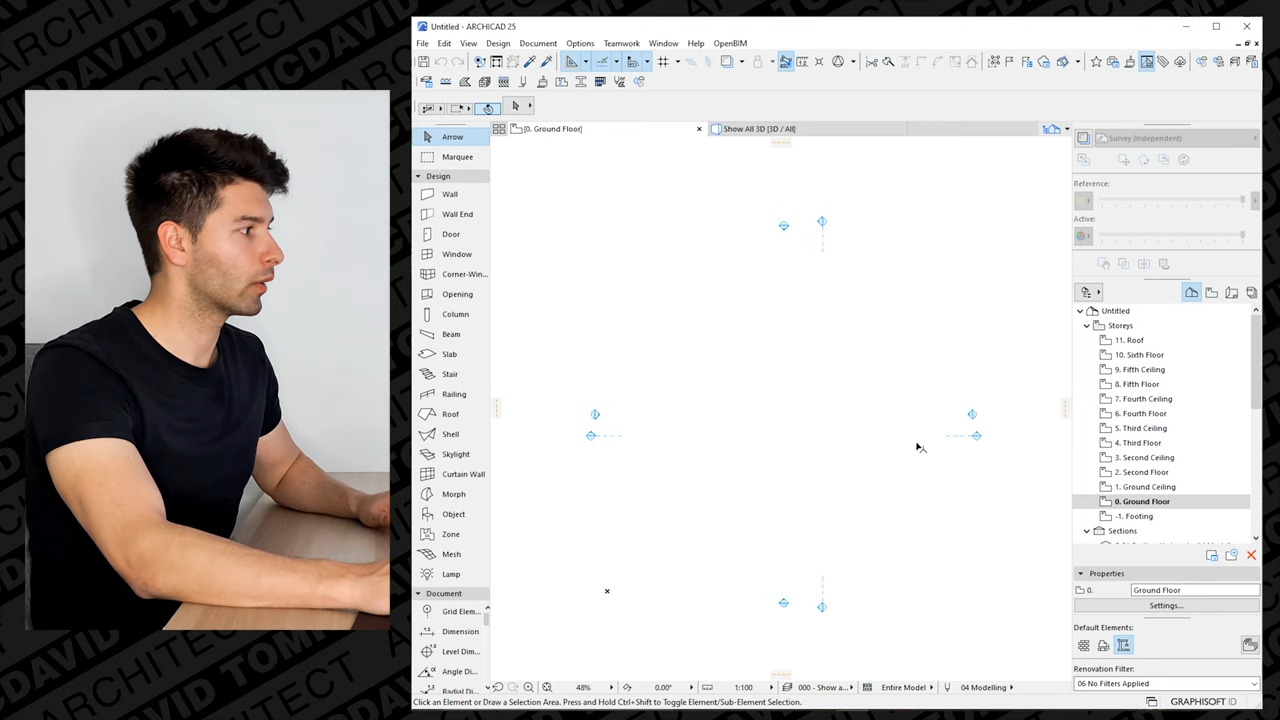 Untitled - ARCHICAD 25
File Edit View Design Document Options Teamwork Window Help OpenBIM
[0. Ground Floor]
Show All 3D [3D / All]
Arrow
Marquee
Design
Wall
Wall End
Door
Window
Corner-Win...
Opening
Column
Beam
Slab
Stair
Railing
Roof
Shell
Skylight
Curtain Wall
Morph
Object
Zone
Mesh
Lamp
Document
Grid Elem...
Dimension
Level Dim...
Angle Di...
Radial Di...
Survey (Independent)
Reference:
Active:
Untitled
Storeys
11. Roof
10. Sixth Floor
9. Fifth Ceiling
8. Fifth Floor
7. Fourth Ceiling
6. Fourth Floor
5. Third Ceiling
4. Third Floor
3. Second Ceiling
2. Second Floor
1. Ground Ceiling
0. Ground Floor
-1. Footing
Sections
Properties
0. Ground Floor
Settings...
Default Elements:
Renovation Filter:
06 No Filters Applied
48% 0.00° 1:100 000 - Show a... Entire Model 04 Modelling
Click an Element or Draw a Selection Area. Press and Hold Ctrl+Shift to Toggle Element/Sub-Element Selection.
GRAPHISOFT ID